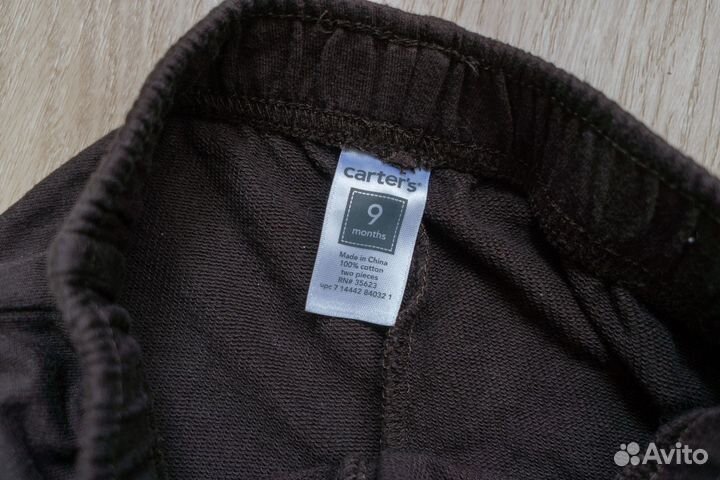 carter's®
9
months
Made in China
100% cotton
two pieces
RN# 35623
upc 7 14442 84032 1
Avito